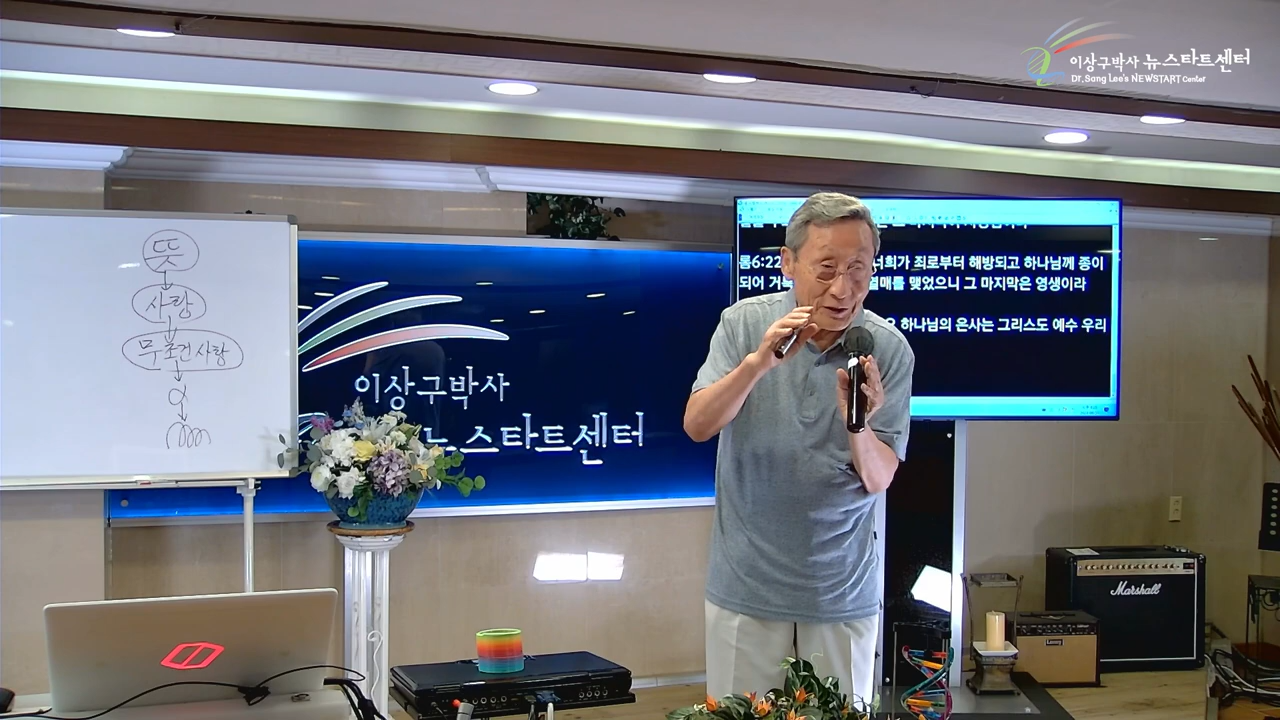 이상구박사 뉴스타트센터
Dr. Sang Lee's NEWSTART Center
뜻
사랑
무조건 사랑
α
이상구박사
뉴스타트센터
롬6:22 너희가 죄로부터 해방되고 하나님께 종이
되어 열매를 맺었으니 그 마지막은 영생이라
하나님의 은사는 그리스도 예수 우리
Marshall
Laney